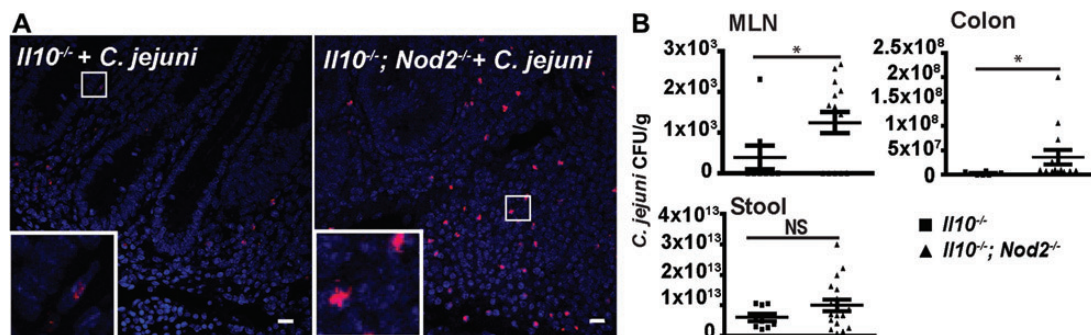 A
Il10-/- + C. jejuni
Il10-/-; Nod2-/- + C. jejuni
B
MLN
3x10³
2x10³
1x10³
0
*
Colon
2.5x10⁸
2x10⁸
1.5x10⁸
1x10⁸
5x10⁷
0
*
C. jejuni CFU/g
Stool
4x10¹³
3x10¹³
2x10¹³
1x10¹³
0
NS
Il10-/-
Il10-/-; Nod2-/-